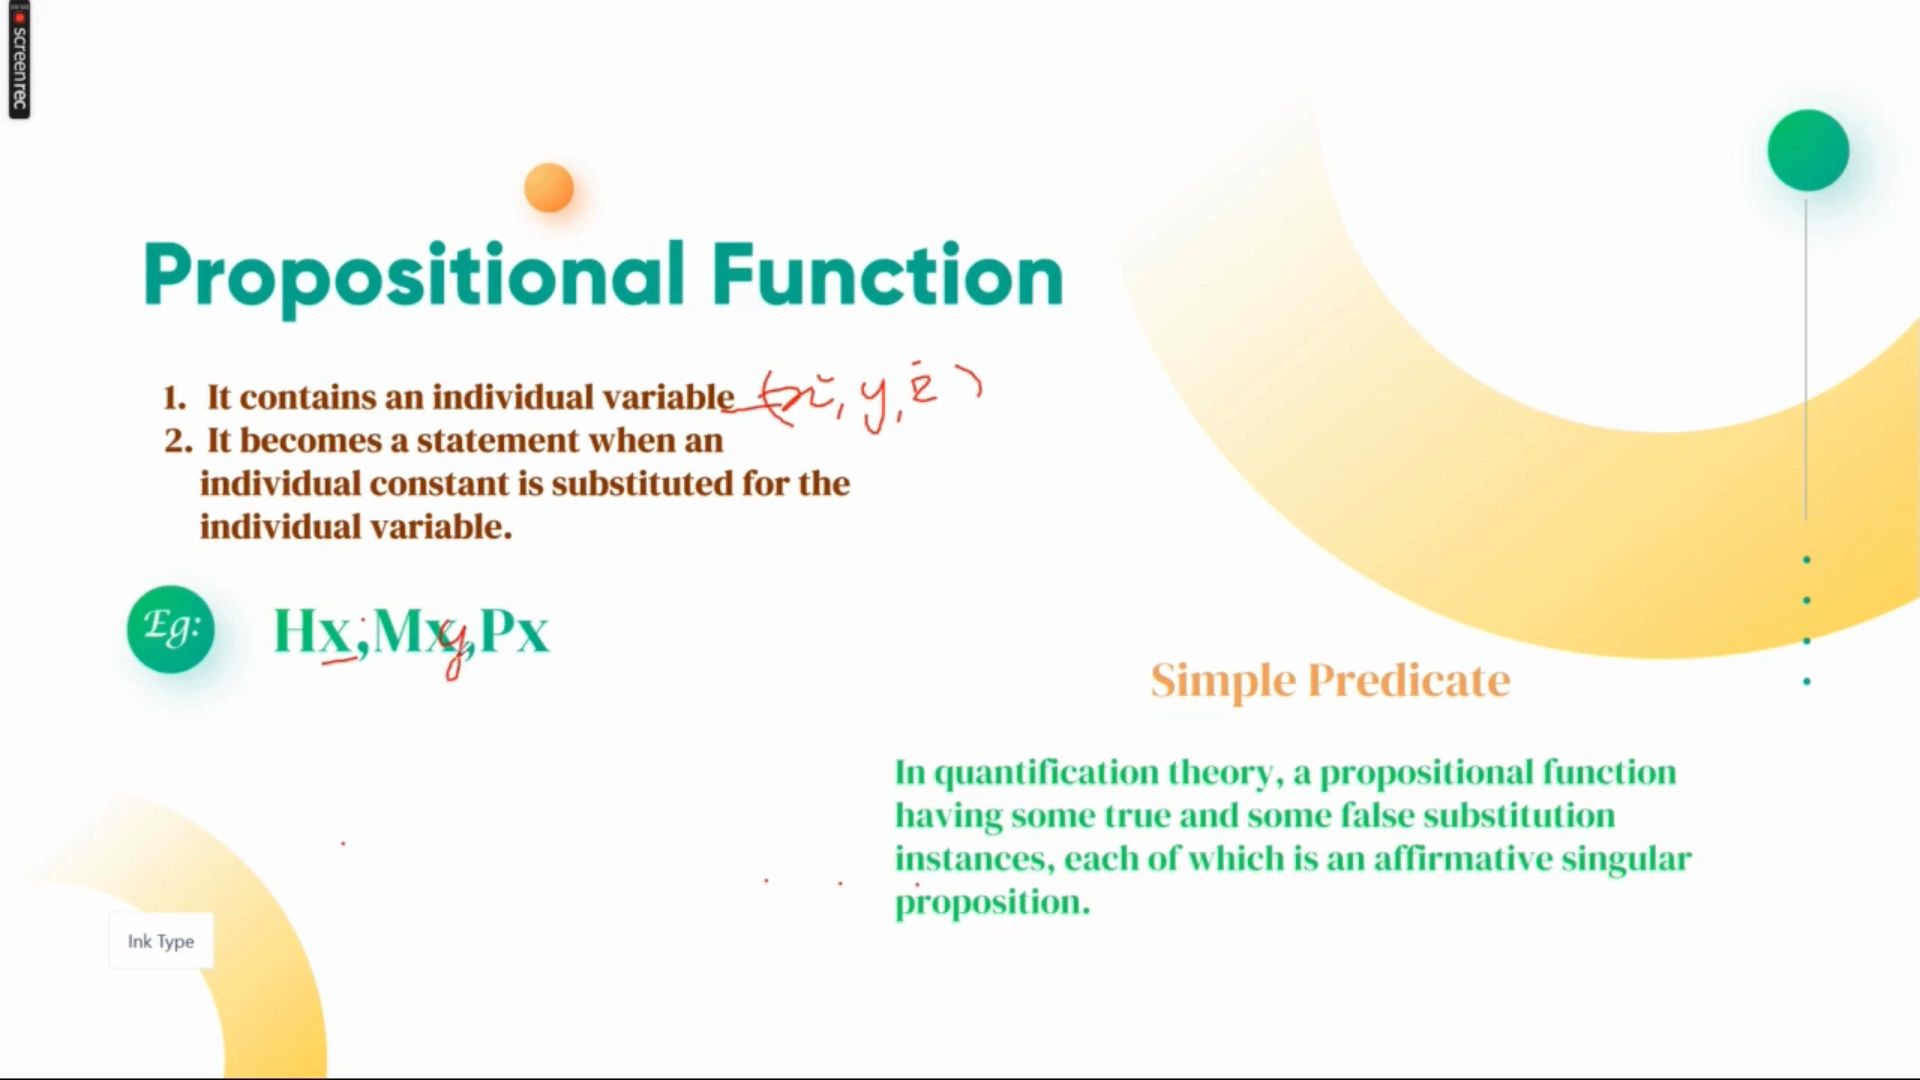 screenrec
Propositional Function
1. It contains an individual variable (x, y, z)
2. It becomes a statement when an
individual constant is substituted for the
individual variable.
Eg:
Hx,Mx,Px
y
Simple Predicate
In quantification theory, a propositional function
having some true and some false substitution
instances, each of which is an affirmative singular
proposition.
Ink Type